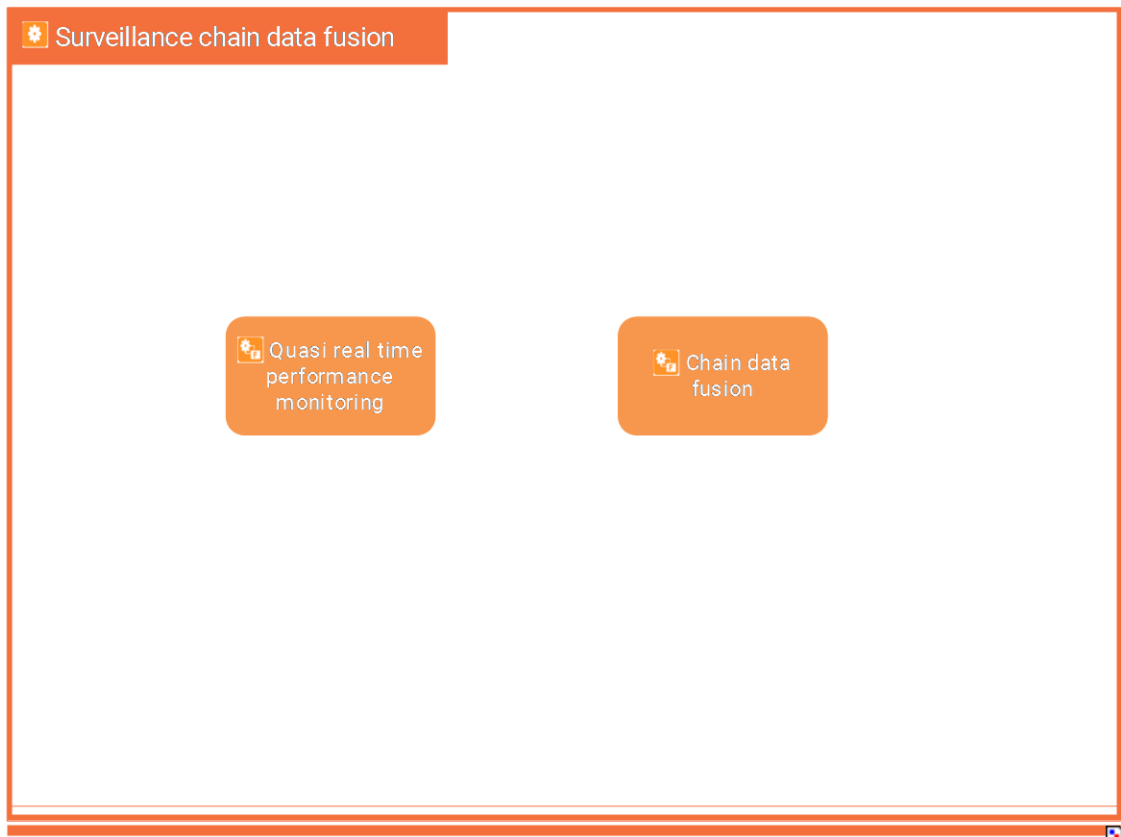 Surveillance chain data fusion
Quasi real time
performance
monitoring
Chain data
fusion